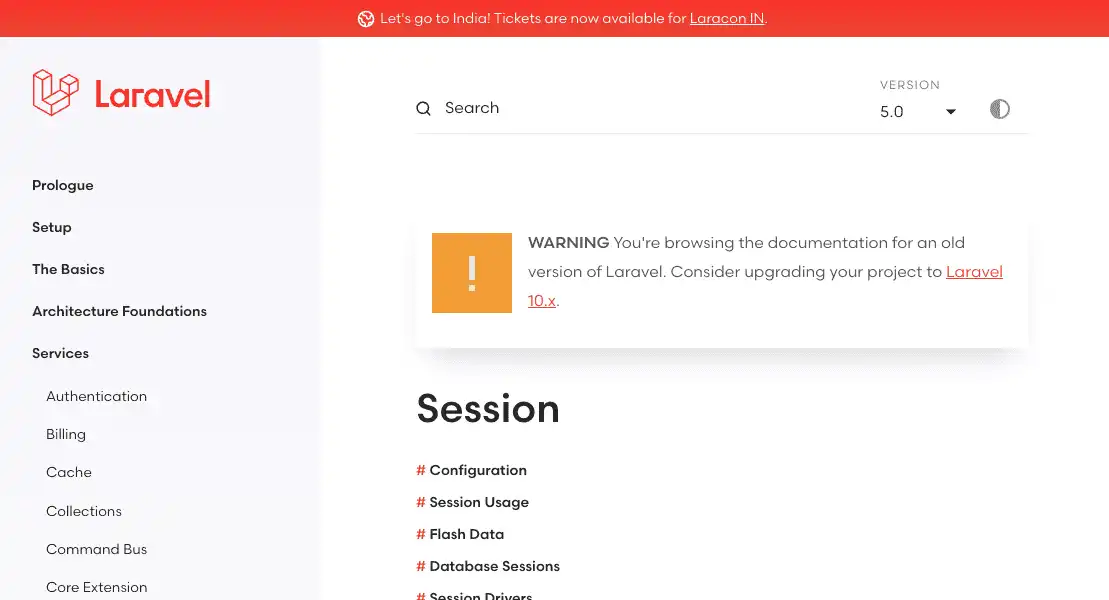 Let's go to India! Tickets are now available for Laracon IN.
Laravel
Prologue
Setup
The Basics
Architecture Foundations
Services
Authentication
Billing
Cache
Collections
Command Bus
Core Extension
Search
VERSION
5.0
WARNING You're browsing the documentation for an old
version of Laravel. Consider upgrading your project to Laravel
10.x.
Session
# Configuration
# Session Usage
# Flash Data
# Database Sessions
# Session Drivers